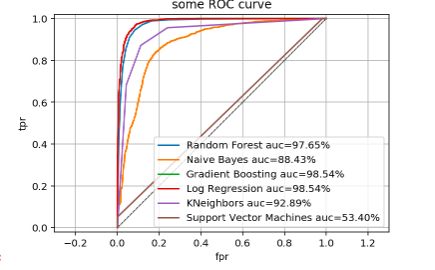 some ROC curve
1.0
0.8
0.6
0.4
0.2
0.0
tpr
Random Forest auc=97.65%
Naive Bayes auc=88.43%
Gradient Boosting auc=98.54%
Log Regression auc=98.54%
KNeighbors auc=92.89%
Support Vector Machines auc=53.40%
−0.2 0.0 0.2 0.4 0.6 0.8 1.0 1.2
fpr